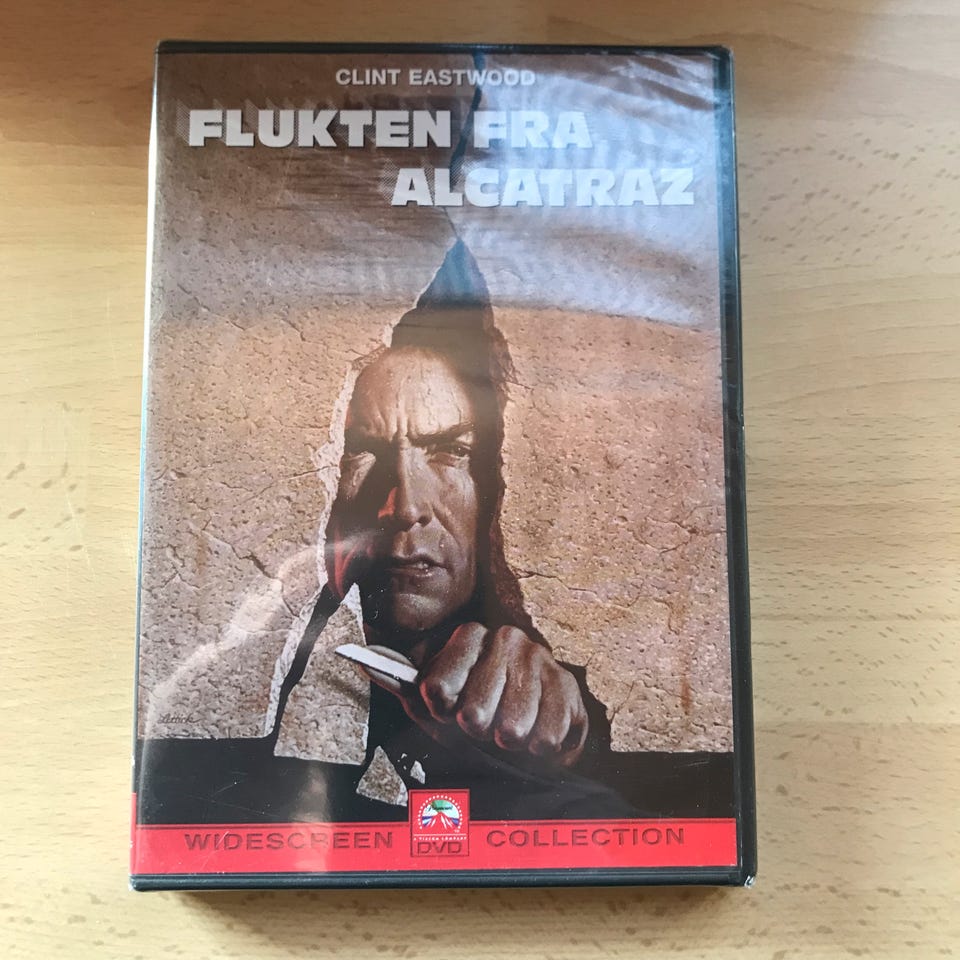 CLINT EASTWOOD
FLUKTEN FRA
ALCATRAZ
WIDESCREEN DVD COLLECTION